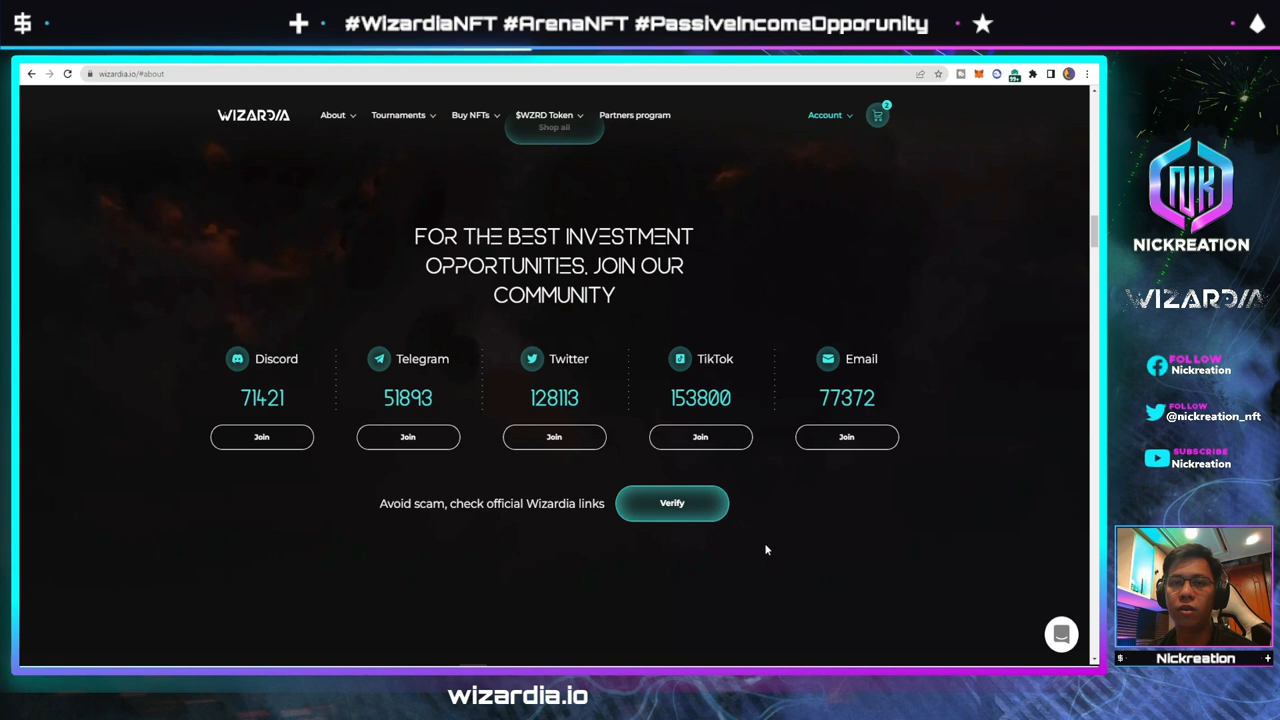 #WizardiaNFT #ArenaNFT #PassiveIncomeOpporunity
wizardia.io/#about
99+
WIZARDIA
About
Tournaments
Buy NFTs
$WZRD Token
Partners program
Account
2
Shop all
FOR THE BEST INVESTMENT
OPPORTUNITIES, JOIN OUR
COMMUNITY
Discord
Telegram
Twitter
TikTok
Email
71421
51893
128113
153800
77372
Join
Join
Join
Join
Join
Avoid scam, check official Wizardia links
Verify
NK
NICKREATION
WIZARDIA
FOLLOW
Nickreation
FOLLOW
@nickreation_nft
SUBSCRIBE
Nickreation
Nickreation
wizardia.io